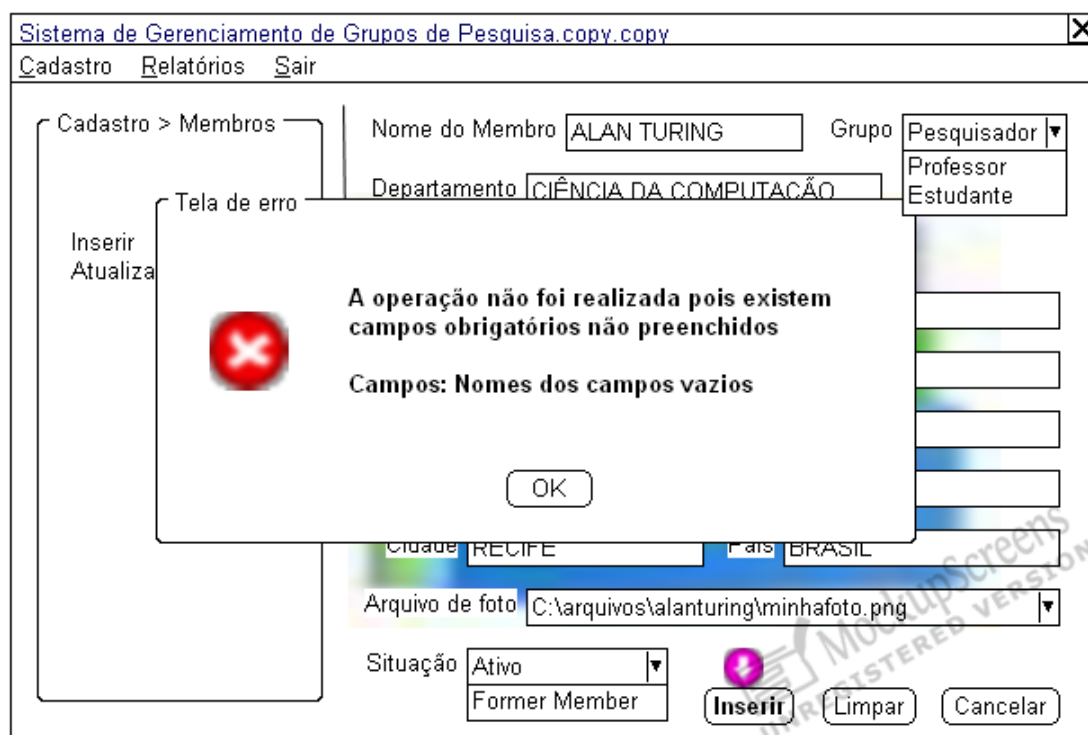 Sistema de Gerenciamento de Grupos de Pesquisa.copy.copy
Cadastro Relatórios Sair
Cadastro > Membros
Nome do Membro ALAN TURING Grupo Pesquisador
Professor
Estudante
Departamento CIÊNCIA DA COMPUTAÇÃO
Inserir
Atualiza
Tela de erro
A operação não foi realizada pois existem
campos obrigatórios não preenchidos
Campos: Nomes dos campos vazios
OK
Cidade RECIFE País BRASIL
Arquivo de foto C:\arquivos\alanturing\minhafoto.png
Situação Ativo
Former Member
Inserir Limpar Cancelar
MockupScreens
UNREGISTERED VERSION